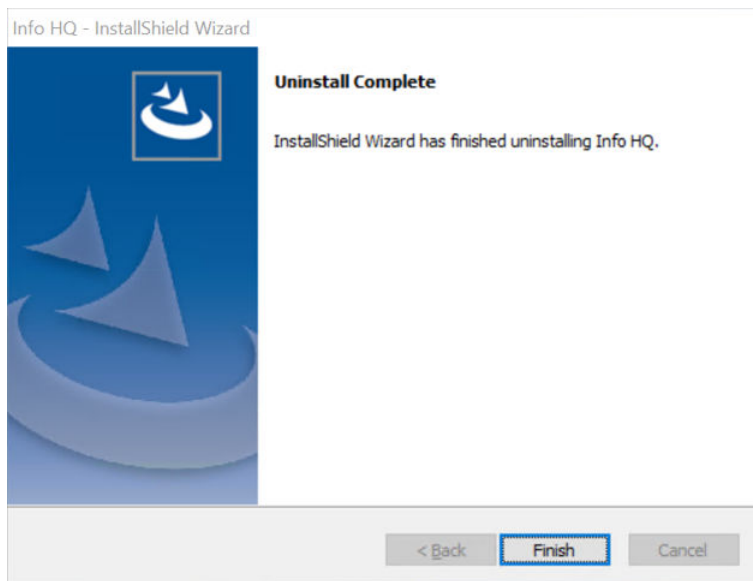 Info HQ - InstallShield Wizard
Uninstall Complete
InstallShield Wizard has finished uninstalling Info HQ.
< Back
Finish
Cancel